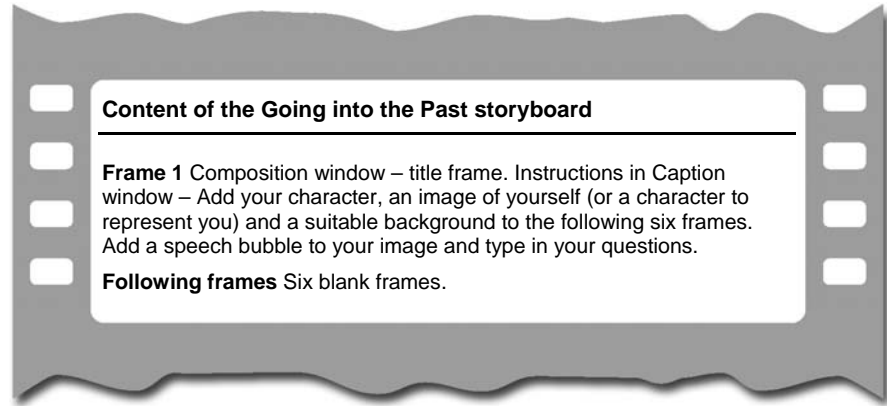 Content of the Going into the Past storyboard
Frame 1 Composition window – title frame. Instructions in Caption
window – Add your character, an image of yourself (or a character to
represent you) and a suitable background to the following six frames.
Add a speech bubble to your image and type in your questions.
Following frames Six blank frames.